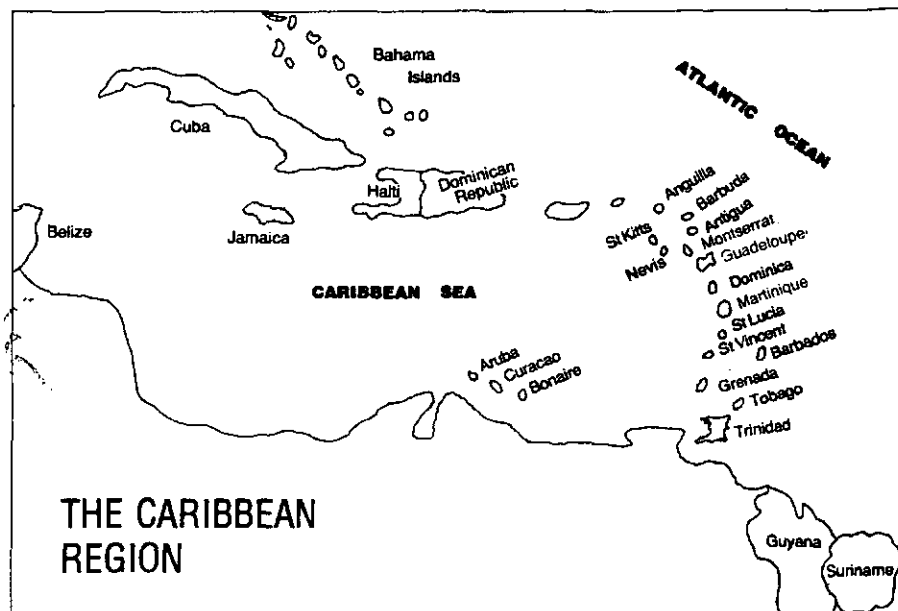 Bahama
Islands
ATLANTIC OCEAN
Cuba
Haiti
Dominican
Republic
Anguilla
Barbuda
Antigua
St Kitts
Montserrat
Belize
Jamaica
Nevis
Guadeloupe
Dominica
CARIBBEAN SEA
Martinique
St Lucia
St Vincent
Barbados
Aruba
Curacao
Bonaire
Grenada
Tobago
Trinidad
THE CARIBBEAN
REGION
Guyana
Suriname